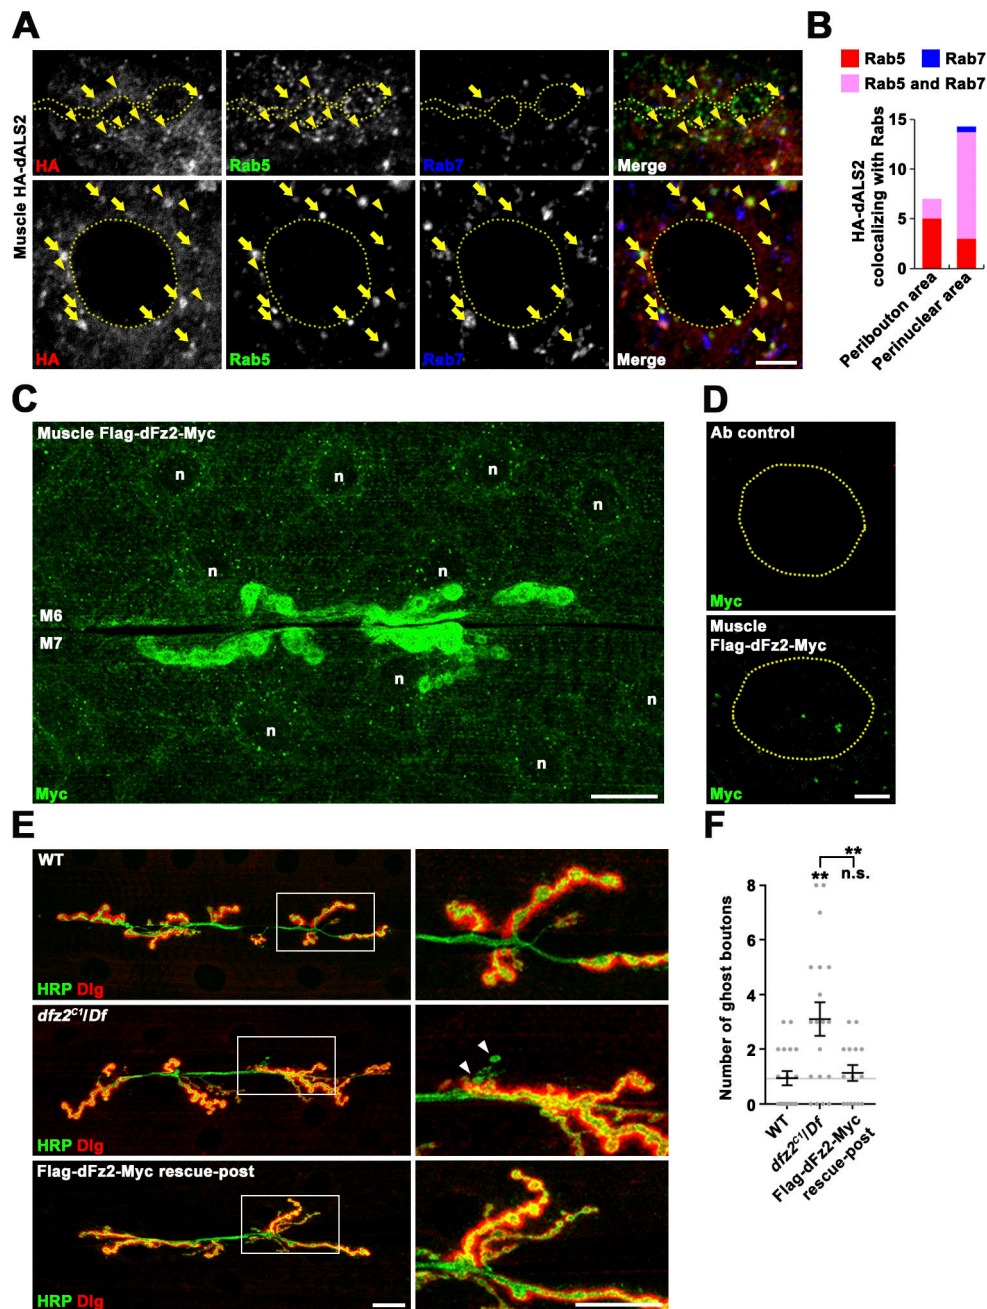 A
Muscle HA-dALS2
HA
Rab5
Rab7
Merge
HA
Rab5
Rab7
Merge
B
Rab5
Rab7
Rab5 and Rab7
HA-dALS2
colocalizing with Rabs
15
10
5
0
Peribouton area
Perinuclear area
C
Muscle Flag-dFz2-Myc
n
n
n
n
n
n
M6
M7
n
n
n
n
Myc
D
Ab control
Myc
Muscle
Flag-dFz2-Myc
Myc
E
WT
HRP Dlg
dfz2C1/Df
HRP Dlg
Flag-dFz2-Myc rescue-post
HRP Dlg
F
**
**
n.s.
Number of ghost boutons
8
6
4
2
0
WT
dfz2C1/Df
Flag-dFz2-Myc
rescue-post